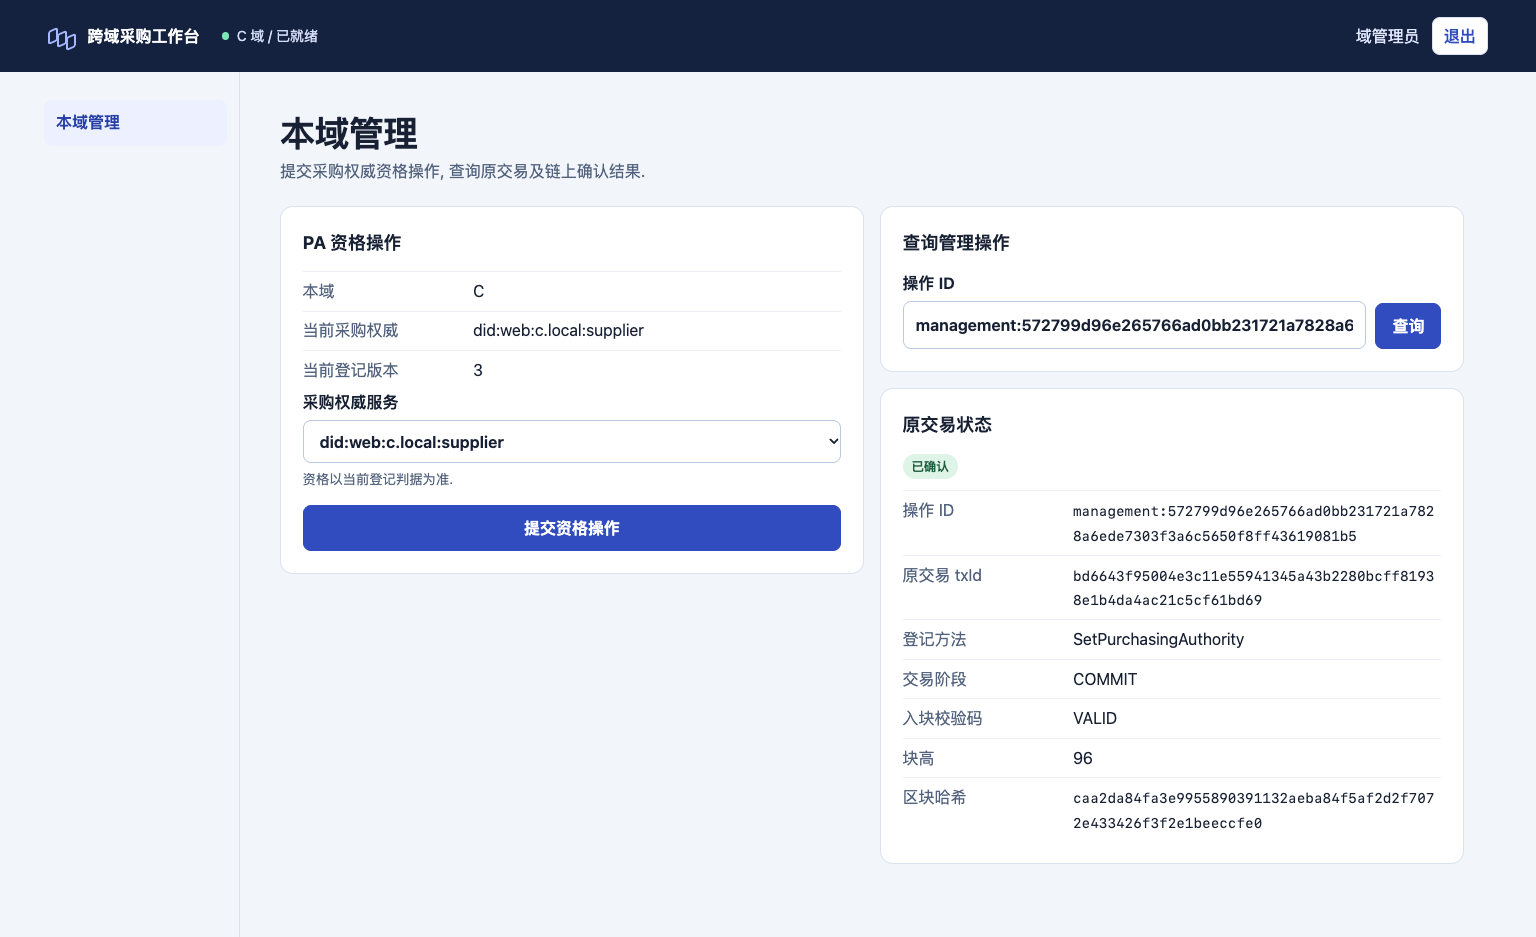 跨域采购工作台
C 域 / 已就绪
域管理员
退出
本域管理
本域管理
提交采购权威资格操作, 查询原交易及链上确认结果.
PA 资格操作
本域 C
当前采购权威 did:web:c.local:supplier
当前登记版本 3
采购权威服务
did:web:c.local:supplier
资格以当前登记判据为准.
提交资格操作
查询管理操作
操作 ID
management:572799d96e265766ad0bb231721a7828a6
查询
原交易状态
已确认
操作 ID management:572799d96e265766ad0bb231721a782
8a6ede7303f3a6c5650f8ff43619081b5
原交易 txId bd6643f95004e3c11e55941345a43b2280bcff8193
8e1b4da4ac21c5cf61bd69
登记方法 SetPurchasingAuthority
交易阶段 COMMIT
入块校验码 VALID
块高 96
区块哈希 caa2da84fa3e9955890391132aeba84f5af2d2f707
2e433426f3f2e1beeccfe0